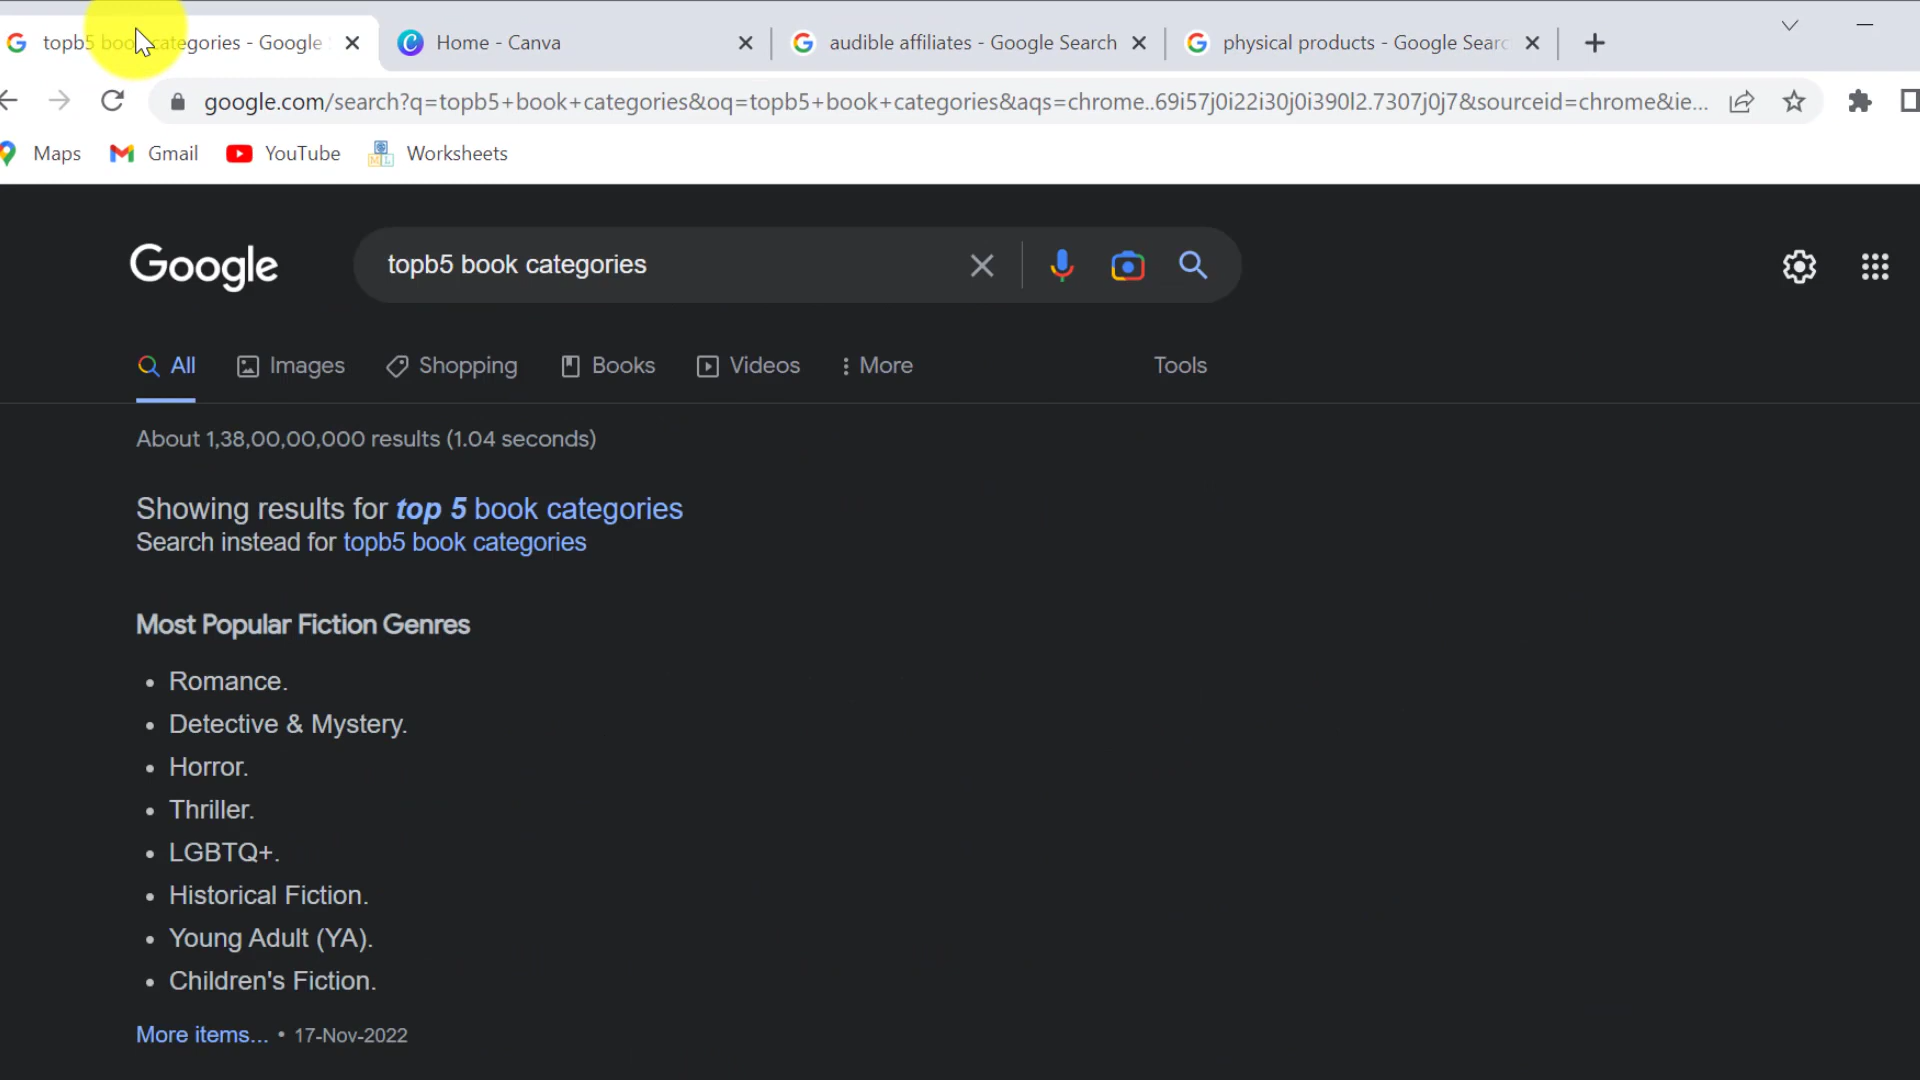 topb5 book categories - Google
Home - Canva
audible affiliates - Google Search
physical products - Google Searc
google.com/search?q=topb5+book+categories&oq=topb5+book+categories&aqs=chrome..69i57j0i22i30j0i390l2.7307j0j7&sourceid=chrome&ie...
Maps
Gmail
YouTube
Worksheets
Google
topb5 book categories
All
Images
Shopping
Books
Videos
More
Tools
About 1,38,00,00,000 results (1.04 seconds)
Showing results for top 5 book categories
Search instead for topb5 book categories
Most Popular Fiction Genres
• Romance.
• Detective & Mystery.
• Horror.
• Thriller.
• LGBTQ+.
• Historical Fiction.
• Young Adult (YA).
• Children's Fiction.
More items... • 17-Nov-2022